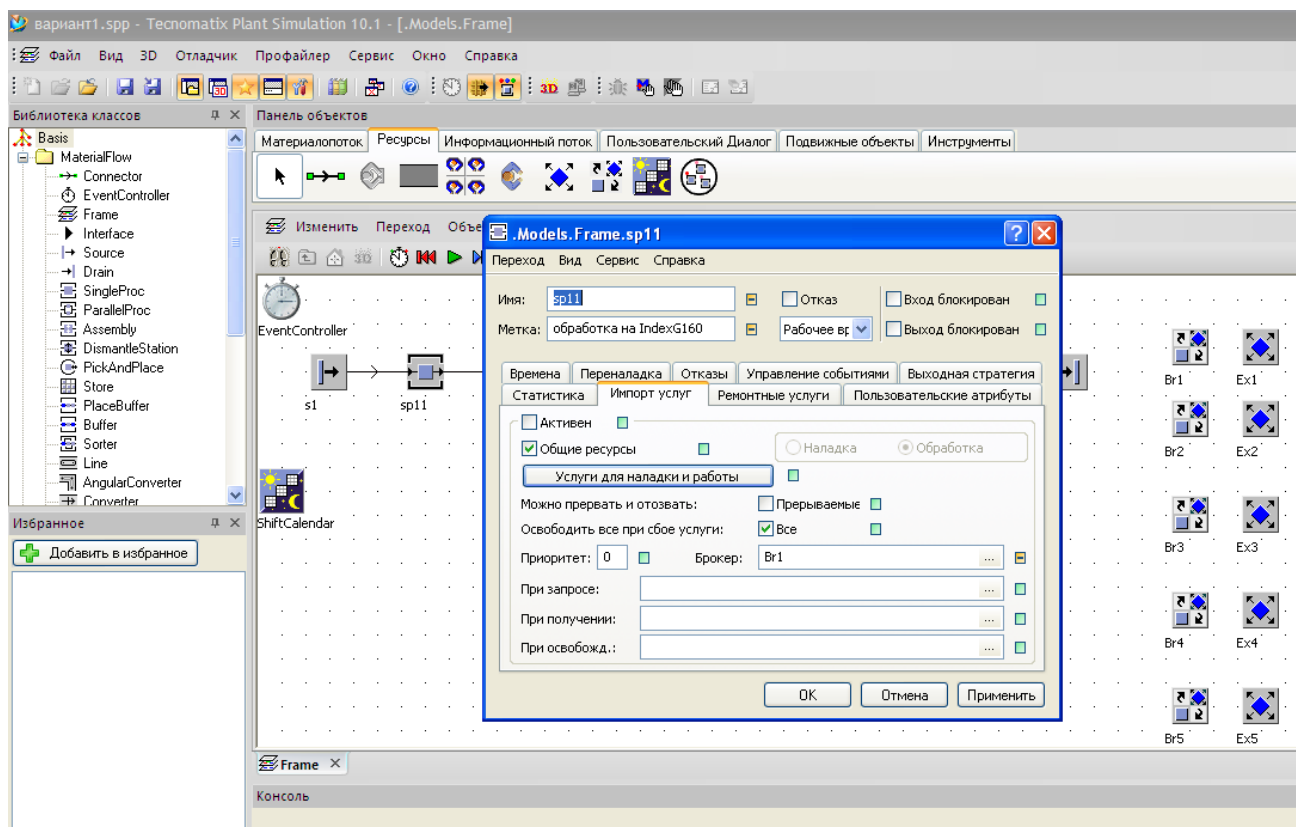 вариант1.spp - Tecnomatix Plant Simulation 10.1 - [.Models.Frame]
Файл Вид 3D Отладчик Профайлер Сервис Окно Справка
Библиотека классов
Панель объектов
Basis
MaterialFlow
Connector
EventController
Frame
Interface
Source
Drain
SingleProc
ParallelProc
Assembly
DismantleStation
PickAndPlace
Store
PlaceBuffer
Buffer
Sorter
Line
AngularConverter
Converter
Избранное
Добавить в избранное
Материалопоток Ресурсы Информационный поток Пользовательский Диалог Подвижные объекты Инструменты
Изменить Переход Объе
EventController
s1 sp11
ShiftCalendar
.Models.Frame.sp11
Переход Вид Сервис Справка
Имя: sp11 Отказ Вход блокирован
Метка: обработка на IndexG160 Рабочее вр Выход блокирован
Времена Переналадка Отказы Управление событиями Выходная стратегия
Статистика Импорт услуг Ремонтные услуги Пользовательские атрибуты
Активен
Общие ресурсы Наладка Обработка
Услуги для наладки и работы
Можно прервать и отозвать: Прерываемые
Освободить все при сбое услуги: Все
Приоритет: 0 Брокер: Br1 ...
При запросе: ...
При получении: ...
При освобожд.: ...
OK Отмена Применить
Br1 Ex1
Br2 Ex2
Br3 Ex3
Br4 Ex4
Br5 Ex5
Frame
Консоль